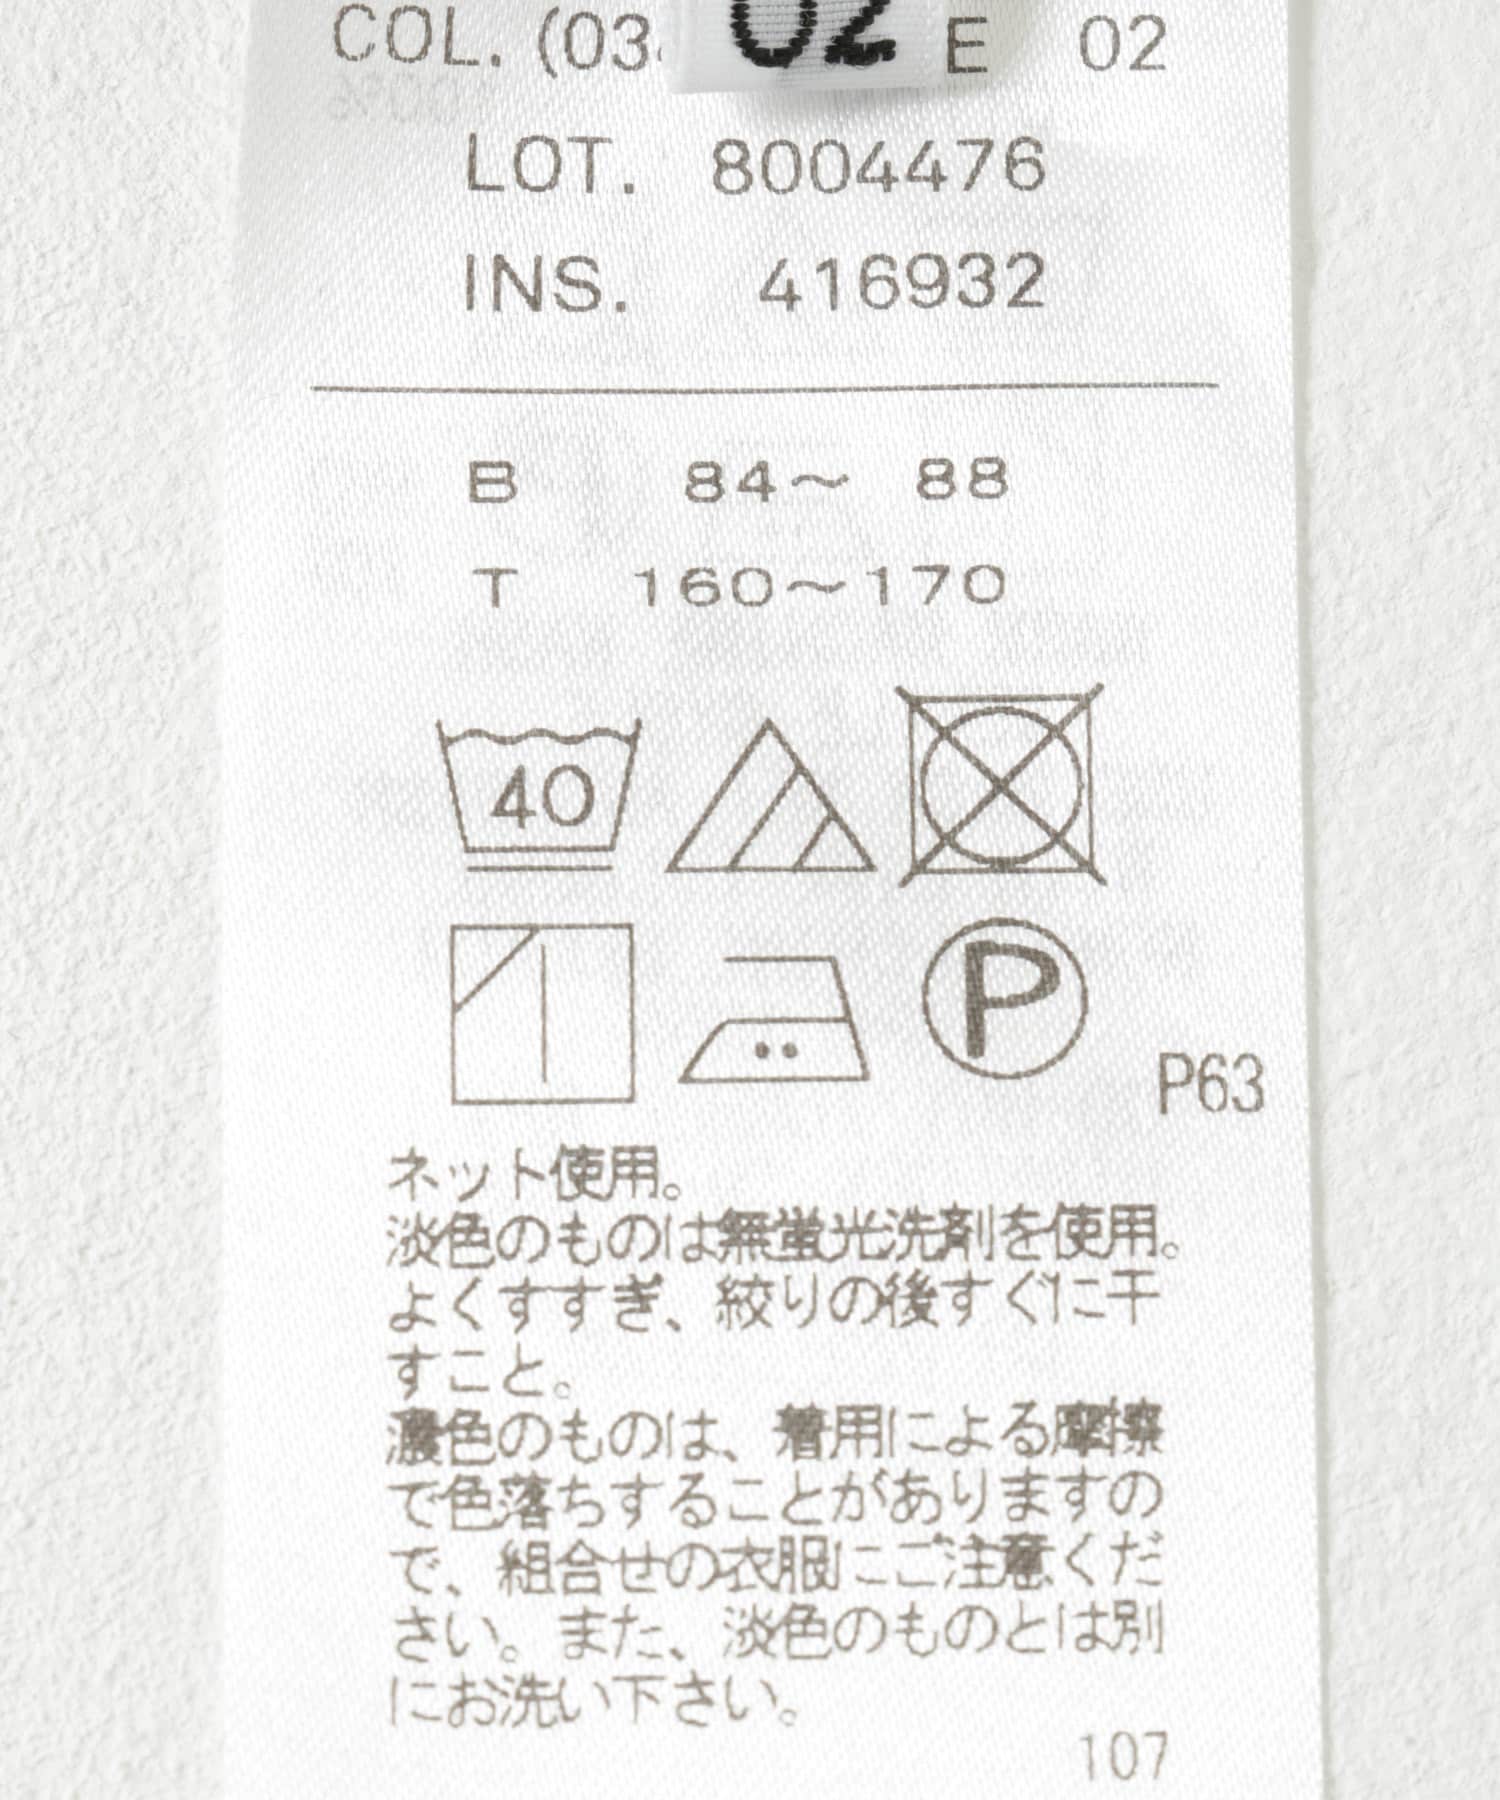 02
COL. (03 E 02
LOT. 8004476
INS. 416932
B 84～ 88
T 160～170
40
P
P63
ネット使用。
淡色のものは無蛍光洗剤を使用。
よくすすぎ、絞りの後すぐに干
すこと。
濃色のものは、着用による摩擦
で色落ちすることがありますの
で、組合せの衣服にご注意くだ
さい。また、淡色のものとは別
にお洗い下さい。
107